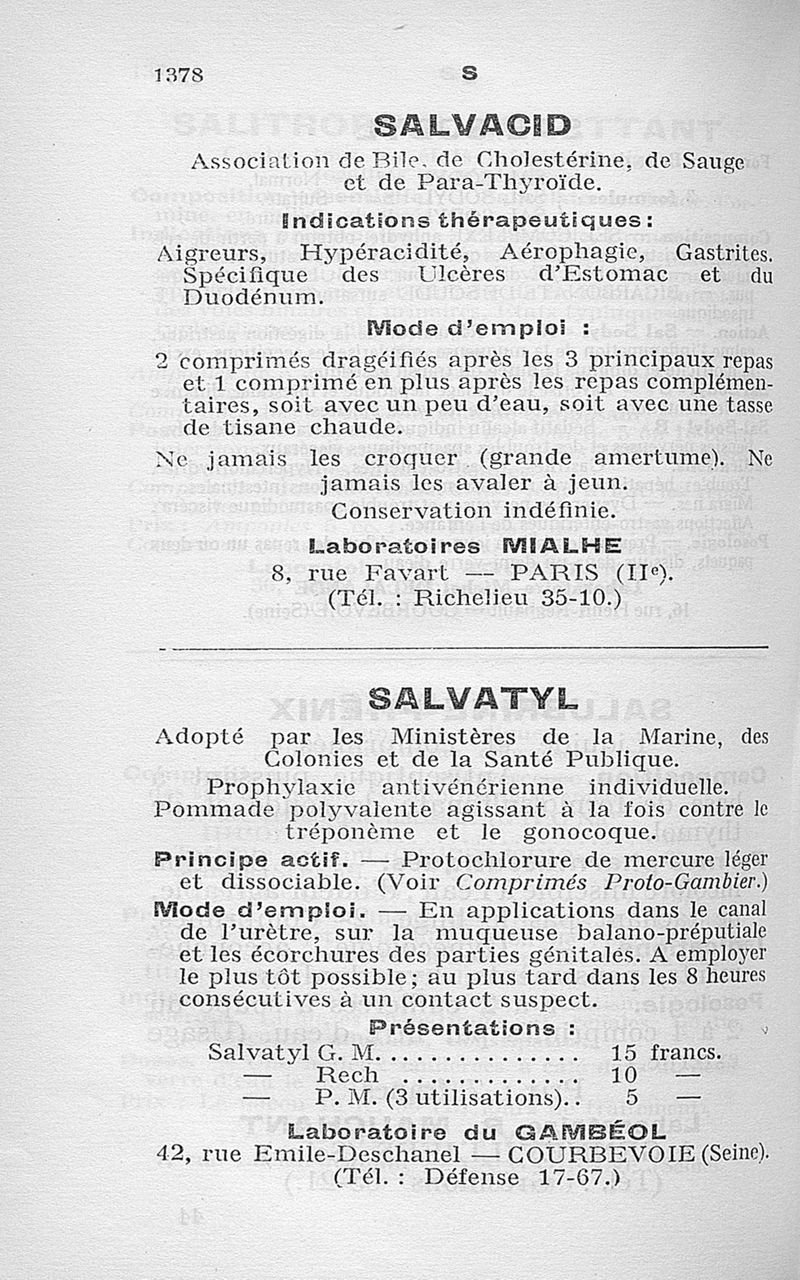 1378 S
SALVACID
Association de Bile, de Cholestérine, de Sauge
et de Para-Thyroïde.
Indications thérapeutiques :
Aigreurs, Hypéracidité, Aérophagie, Gastrites.
Spécifique des Ulcères d'Estomac et du
Duodénum.
Mode d'emploi :
2 comprimés dragéifiés après les 3 principaux repas
et 1 comprimé en plus après les repas complémen-
taires, soit avec un peu d'eau, soit avec une tasse
de tisane chaude.
Ne jamais les croquer (grande amertume). Ne
jamais les avaler à jeun.
Conservation indéfinie.
Laboratoires MIALHE
8, rue Favart — PARIS (IIe).
(Tél. : Richelieu 35-10.)
SALVATYL
Adopté par les Ministères de la Marine, des
Colonies et de la Santé Publique.
Prophylaxie antivénérienne individuelle.
Pommade polyvalente agissant à la fois contre le
tréponème et le gonocoque.
Principe actif. — Protochlorure de mercure léger
et dissociable. (Voir Comprimés Proto-Gambier.)
Mode d'emploi. — En applications dans le canal
de l'urètre, sur la muqueuse balano-préputiale
et les écorchures des parties génitales. A employer
le plus tôt possible; au plus tard dans les 8 heures
consécutives à un contact suspect.
Présentations :
Salvatyl G. M. . . . . . . . . . . . . . . . 15 francs.
— Rech . . . . . . . . . . . . . . 10 —
— P. M. (3 utilisations). . 5 —
Laboratoire du GAMBÉOL
42, rue Emile-Deschanel — COURBEVOIE (Seine).
(Tél. : Défense 17-67.)